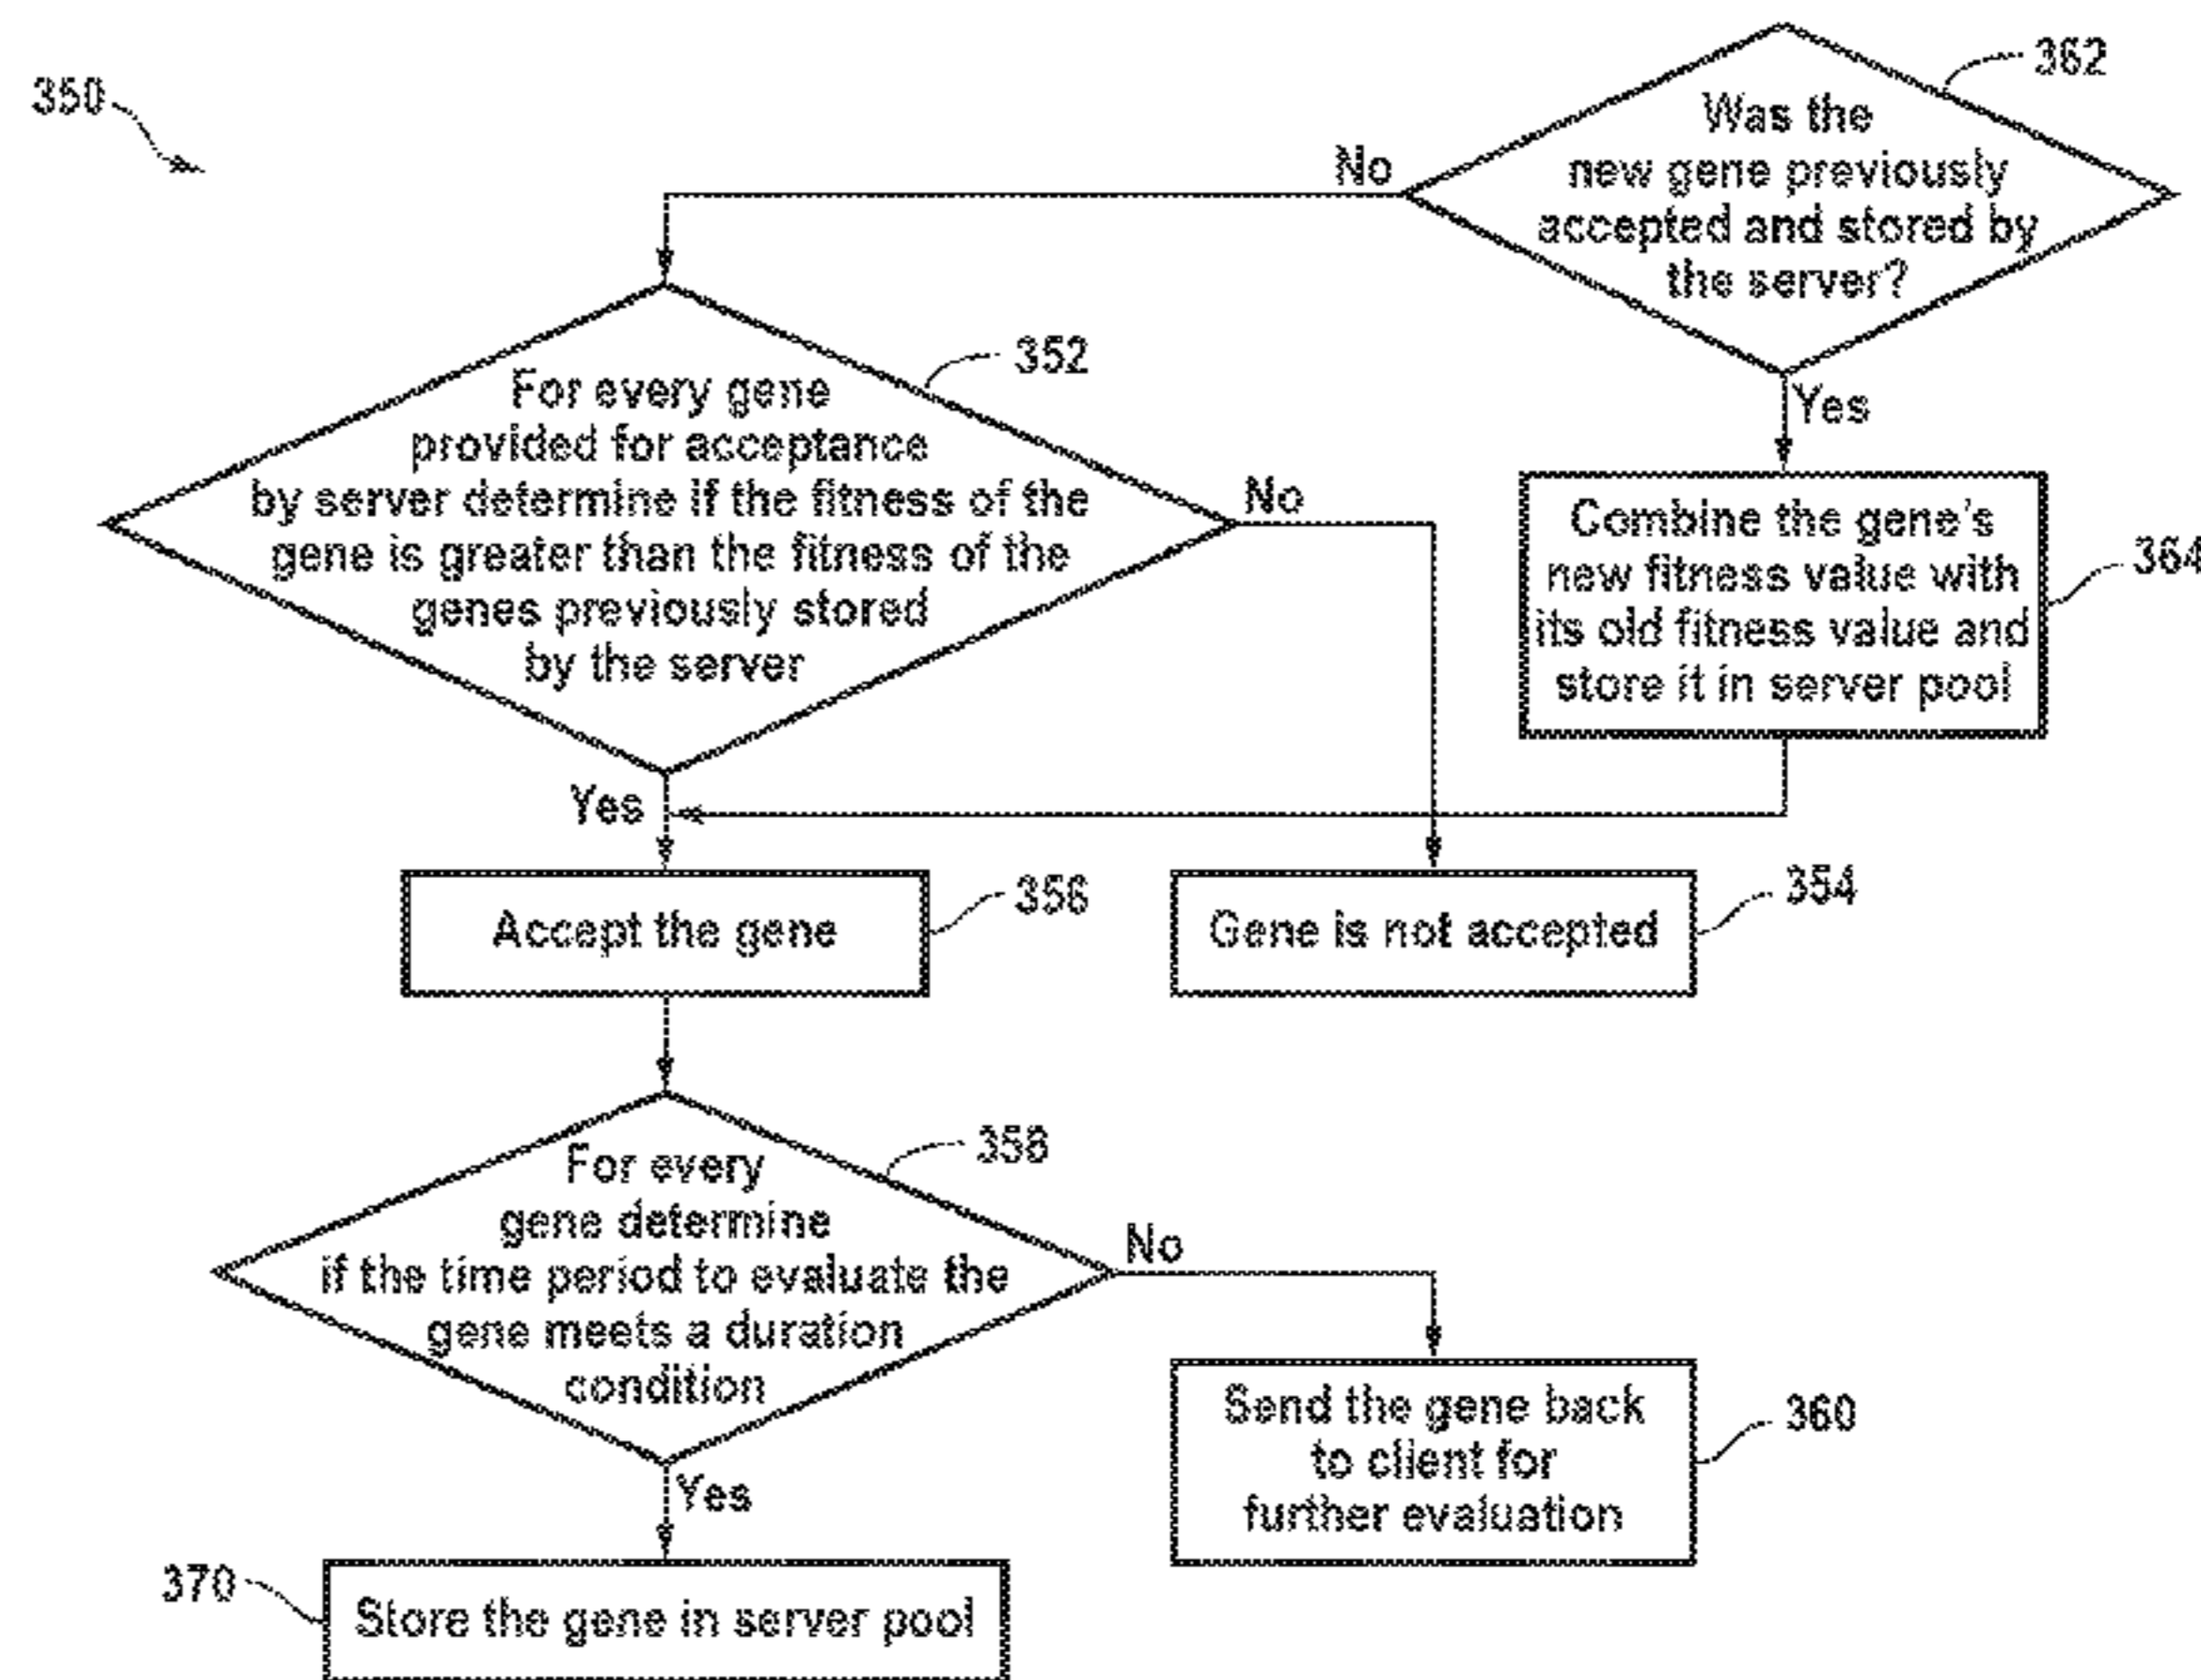 350
362
Was the
new gene previously
accepted and stored by
the server?
No
Yes
352
For every gene
provided for acceptance
by server determine if the fitness of the
gene is greater than the fitness of the
genes previously stored
by the server
No
Yes
Combine the gene's
new fitness value with
its old fitness value and
store it in server pool
364
Accept the gene
356
Gene is not accepted
354
358
For every
gene determine
if the time period to evaluate the
gene meets a duration
condition
No
Yes
Send the gene back
to client for
further evaluation
360
370
Store the gene in server pool